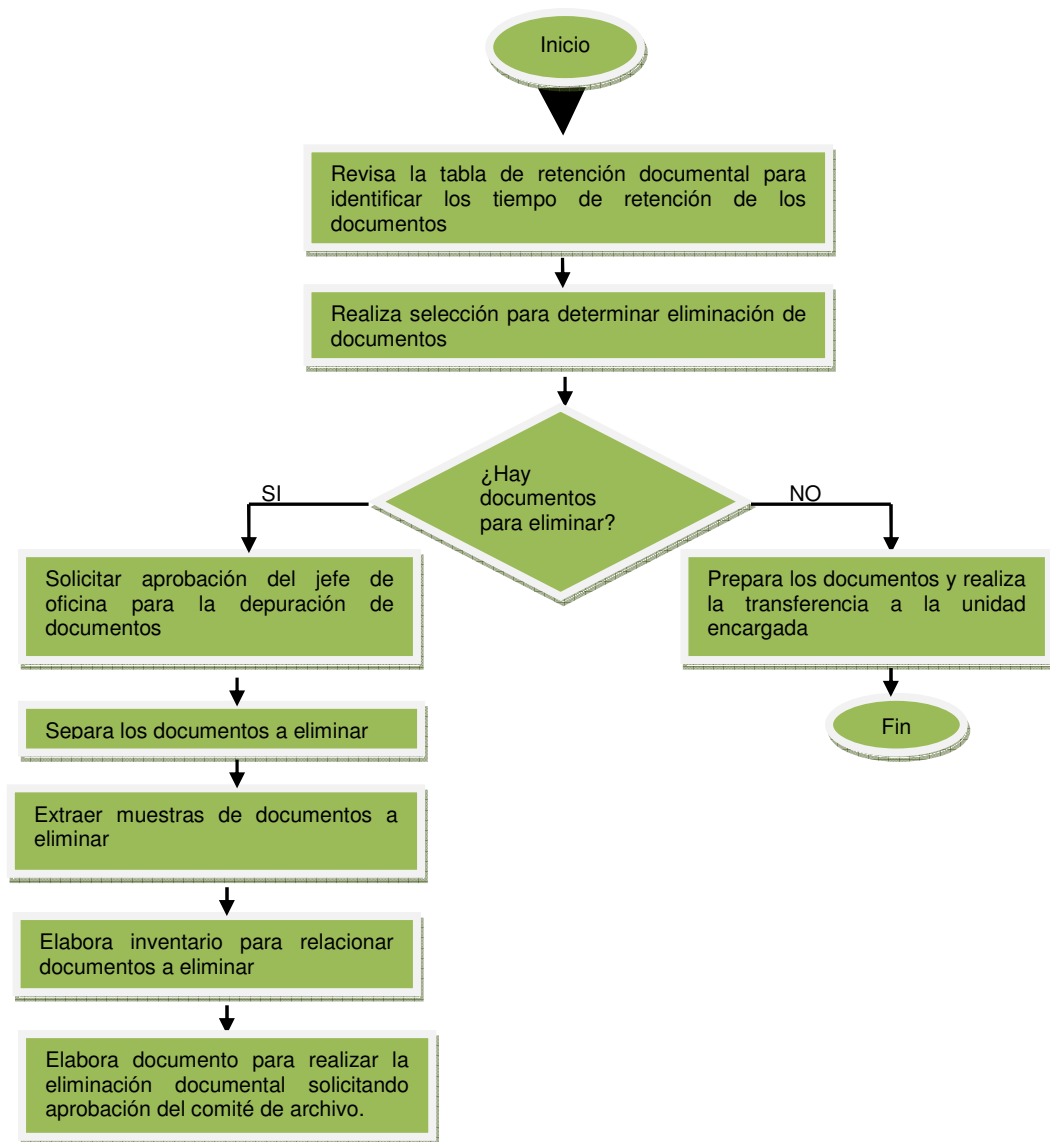 Inicio
Revisa la tabla de retención documental para
identificar los tiempo de retención de los
documentos
Realiza selección para determinar eliminación de
documentos
¿Hay
documentos
para eliminar?
SI
NO
Solicitar aprobación del jefe de
oficina para la depuración de
documentos
Prepara los documentos y realiza
la transferencia a la unidad
encargada
Separa los documentos a eliminar
Fin
Extraer muestras de documentos a
eliminar
Elabora inventario para relacionar
documentos a eliminar
Elabora documento para realizar la
eliminación documental solicitando
aprobación del comité de archivo.